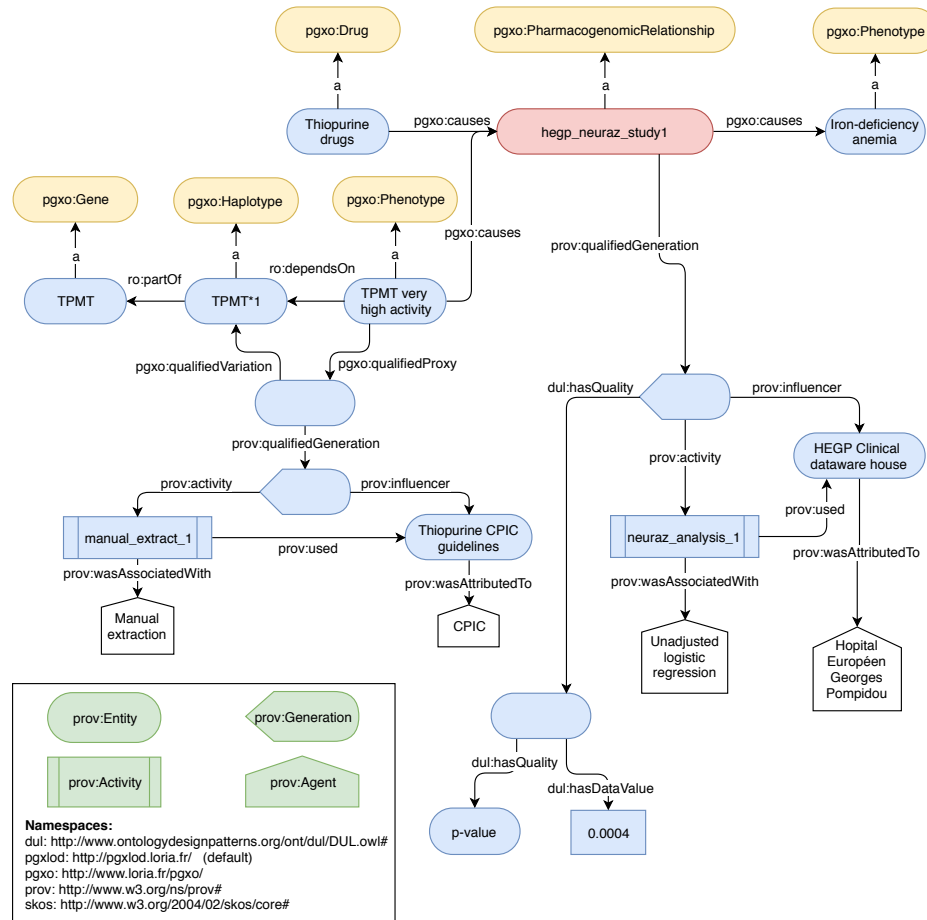 pgxo:Drug
pgxo:PharmacogenomicRelationship
pgxo:Phenotype
a
a
a
Thiopurine
drugs
pgxo:causes
hegp_neuraz_study1
pgxo:causes
Iron-deficiency
anemia
pgxo:Gene
pgxo:Haplotype
pgxo:Phenotype
pgxo:causes
prov:qualifiedGeneration
a
a
a
ro:partOf
ro:dependsOn
TPMT
TPMT*1
TPMT very
high activity
pgxo:qualifiedVariation
pgxo:qualifiedProxy
dul:hasQuality
prov:influencer
prov:qualifiedGeneration
HEGP Clinical
dataware house
prov:activity
prov:activity
prov:influencer
prov:used
manual_extract_1
prov:used
Thiopurine CPIC
guidelines
neuraz_analysis_1
prov:wasAttributedTo
prov:wasAssociatedWith
prov:wasAttributedTo
prov:wasAssociatedWith
Manual
extraction
CPIC
Unadjusted
logistic
regression
Hopital
Européen
Georges
Pompidou
prov:Entity
prov:Generation
prov:Activity
prov:Agent
dul:hasQuality
dul:hasDataValue
p-value
0.0004
Namespaces:
dul: http://www.ontologydesignpatterns.org/ont/dul/DUL.owl#
pgxlod: http://pgxlod.loria.fr/ (default)
pgxo: http://www.loria.fr/pgxo/
prov: http://www.w3.org/ns/prov#
skos: http://www.w3.org/2004/02/skos/core#